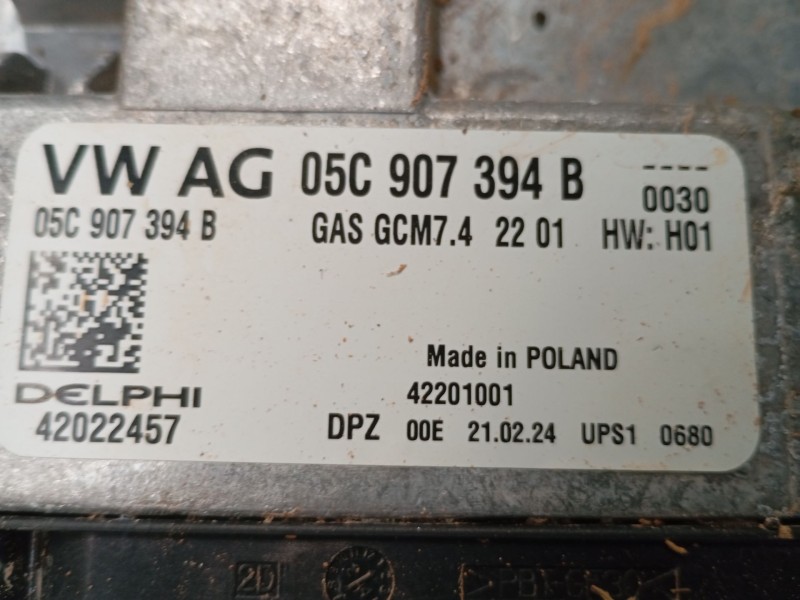 VW AG 05C 907 394 B ----
0030
05C 907 394 B GAS GCM7.4 22 01 HW: H01
Made in POLAND
DELPHI 42201001
42022457 DPZ 00E 21.02.24 UPS1 0680
2D